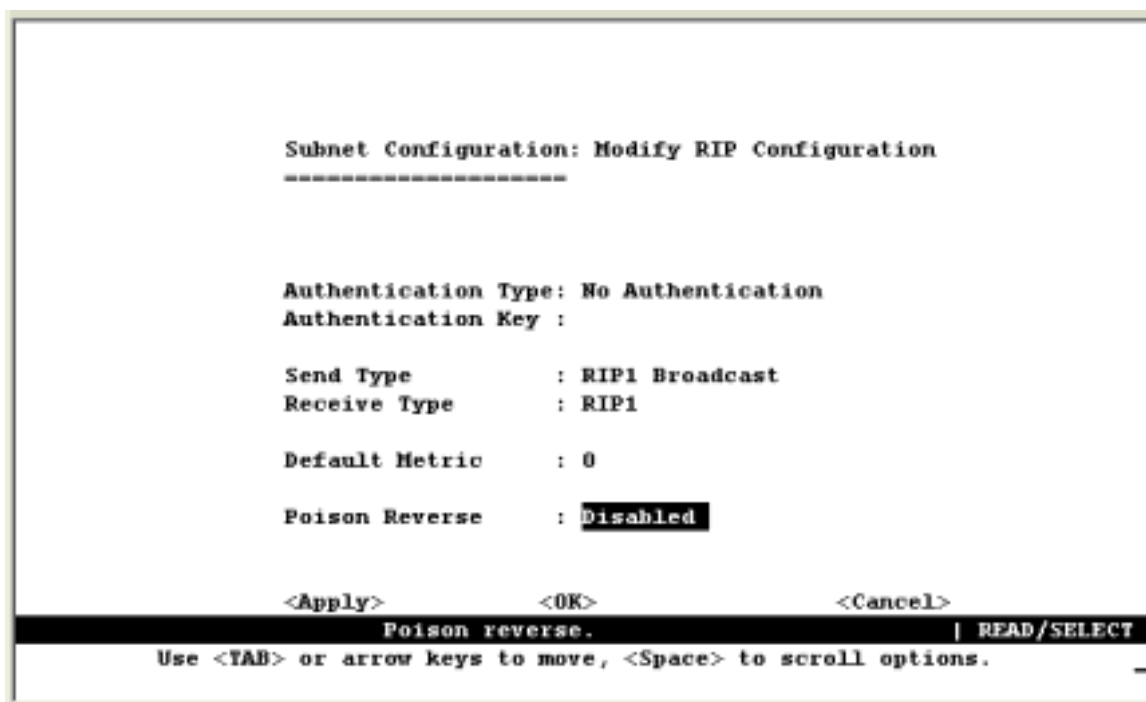 Subnet Configuration: Modify RIP Configuration
====================
Authentication Type: No Authentication
Authentication Key :
Send Type : RIP1 Broadcast
Receive Type : RIP1
Default Metric : 0
Poison Reverse : Disabled
<Apply> <OK> <Cancel>
Poison reverse. | READ/SELECT
Use <TAB> or arrow keys to move, <Space> to scroll options.